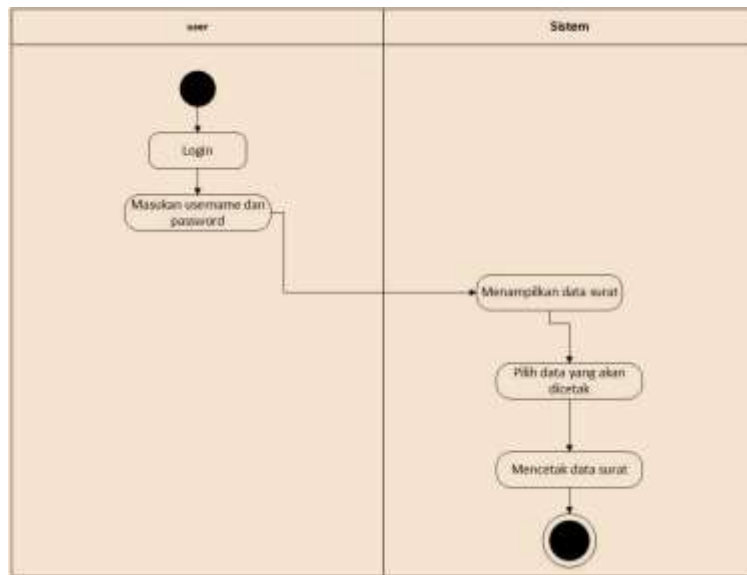 user
Sistem
Login
Masukan username dan
password
Menampilkan data surat
Pilih data yang akan
dicetak
Mencetak data surat